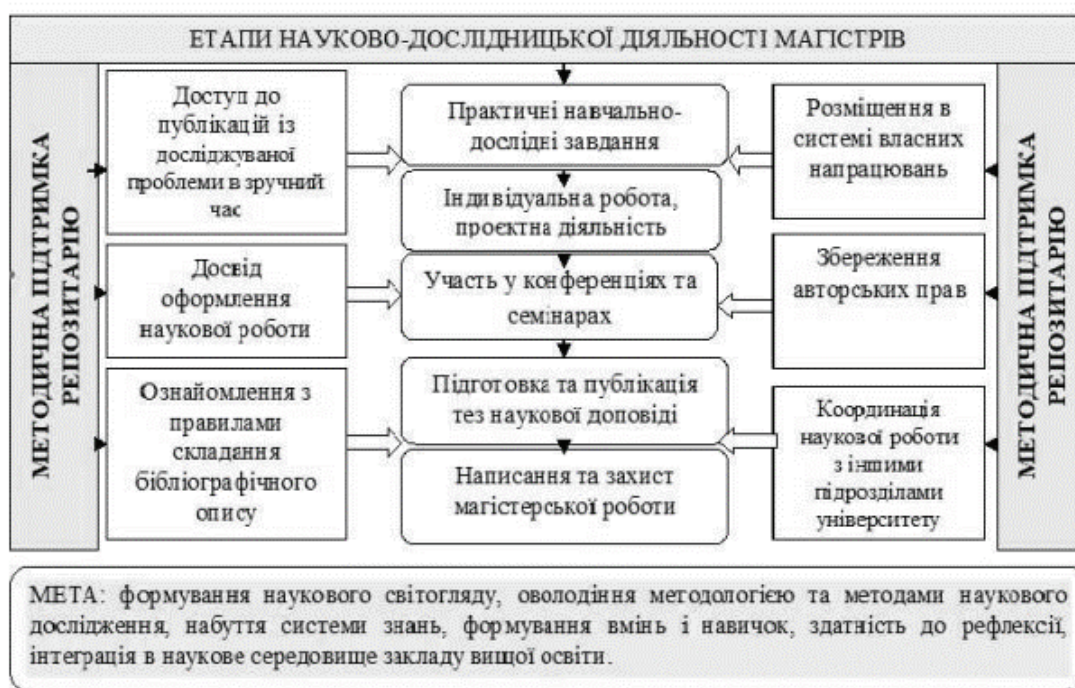 ЕТАПИ НАУКОВО-ДОСЛІДНИЦЬКОЇ ДІЯЛЬНОСТІ МАГІСТРІВ
МЕТОДИЧНА ПІДТРИМКА
РЕПОЗИТАРІЮ
Доступ до
публікацій із
досліджуваної
проблеми в зручний
час
Досвід
оформлення
наукової роботи
Ознайомлення з
правилами
складання
бібліографічного
опису
Практичні навчально-
дослідні завдання
Індивідуальна робота,
проєктна діяльність
Участь у конференціях та
семінарах
Підготовка та публікація
тез наукової доповіді
Написання та захист
магістерської роботи
Розміщення в
системі власних
напрацювань
Збереження
авторських прав
Координація
наукової роботи
з іншими
підрозділами
університету
МЕТОДИЧНА ПІДТРИМКА
РЕПОЗИТАРІЮ
МЕТА: формування наукового світогляду, оволодіння методологією та методами наукового
дослідження, набуття системи знань, формування вмінь і навичок, здатність до рефлексії,
інтеграція в наукове середовище закладу вищої освіти.